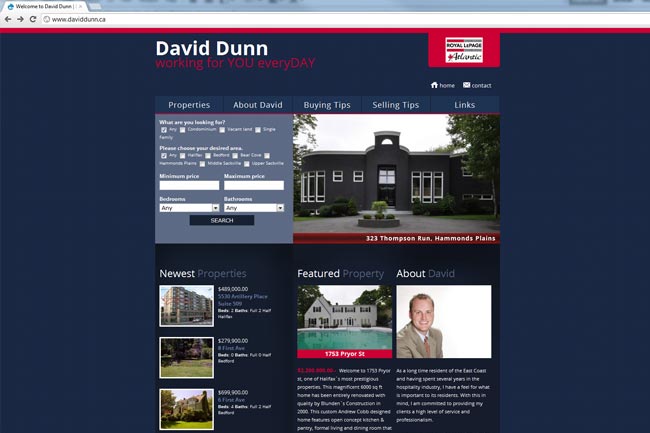 Welcome to David Dunn |
www.daviddunn.ca
David Dunn
working for YOU everyDAY
ROYAL LEPAGE
Atlantic
home
contact
Properties
About David
Buying Tips
Selling Tips
Links
What are you looking for?
Any Condominium Vacant land Single
Family
Please choose your desired area.
Any Halifax Bedford Bear Cove
Hammonds Plains Middle Sackville Upper Sackville
Minimum price
Maximum price
Bedrooms
Bathrooms
Any
Any
SEARCH
323 Thompson Run, Hammonds Plains
Newest Properties
$489,000.00
5530 Artillery Place
Suite 509
Beds: 2 Baths: Full 2 Half
Halifax
$279,900.00
8 First Ave
Beds: 0 Baths: Full 0 Half
Bedford
$699,900.00
6 First Ave
Beds: 4 Baths: Full 2 Half
Bedford
Featured Property
1753 Pryor St
$2,200,000.00 - Welcome to 1753 Pryor
st, one of Halifax's most prestigious
properties. This magnificent 6000 sq ft
home has been entirely renovated with
quality by Blunden's Construction in
2000. This custom Andrew Cobb designed
home features open concept kitchen &
pantry, formal living and dining room that
About David
As a long time resident of the East Coast
and having spent several years in the
hospitality industry, I have a feel for what
is important to its residents. With this in
mind, I am committed to providing my
clients a high level of service and
professionalism.